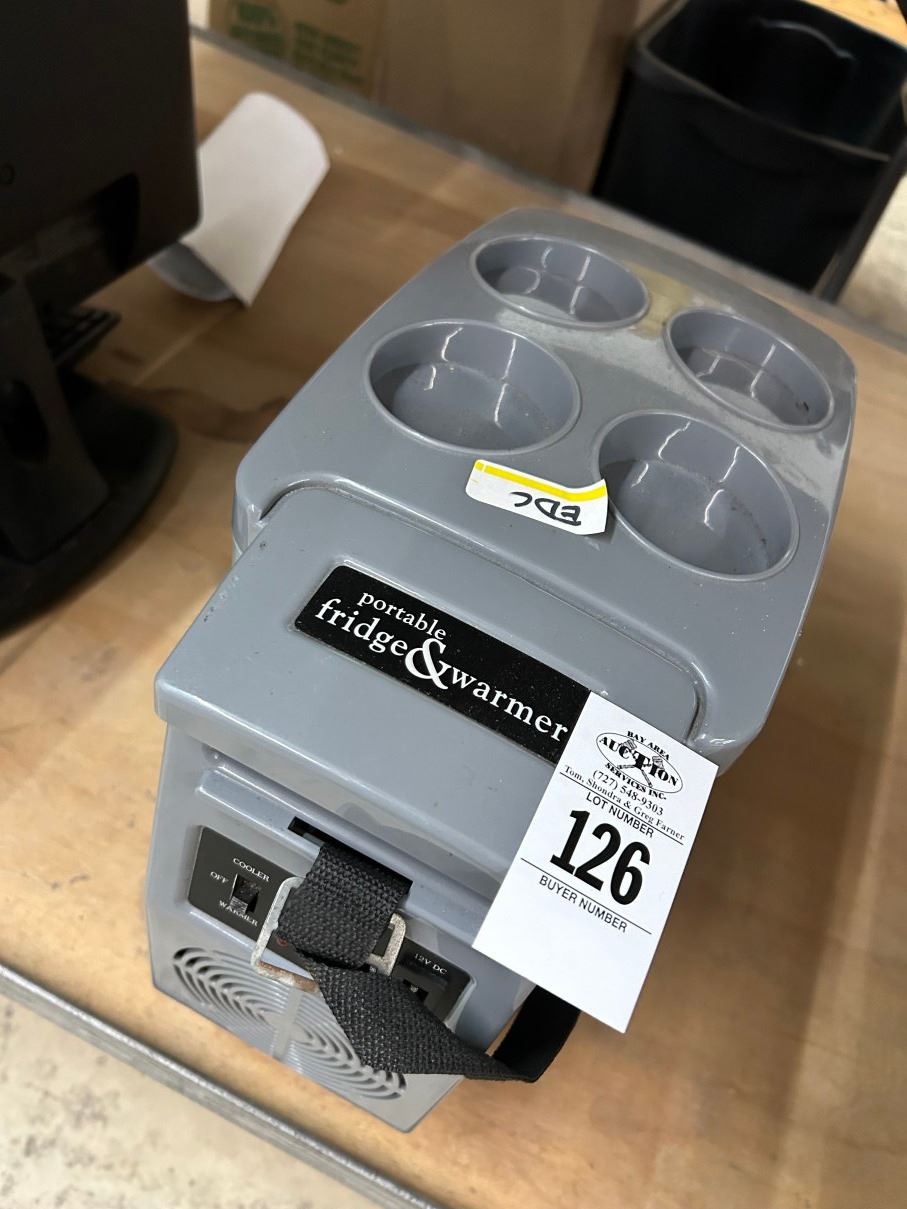 100%
EDC
portable
fridge & warmer
BAY AREA
AUCTION
SERVICES INC.
(727) 548-9303
Tom, Shondra & Greg Farner
LOT NUMBER
126
BUYER NUMBER
COOLER
OFF
WARMER
12V DC